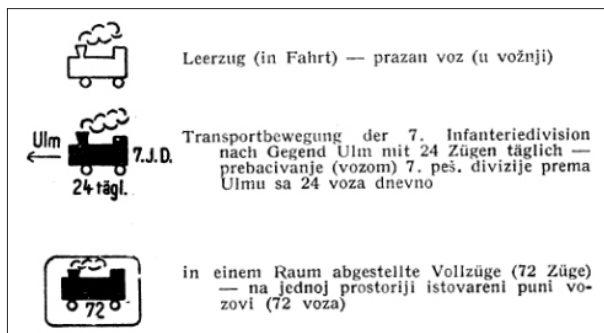 Leerzug (in Fahrt) — prazan voz (u vožnji)
Ulm
7.J.D.
24 tägl.
Transportbewegung der 7. Infanteriedivision
nach Gegend Ulm mit 24 Zügen täglich —
prebacivanje (vozom) 7. peš. divizije prema
Ulmu sa 24 voza dnevno
72
in einem Raum abgestellte Vollzüge (72 Züge)
— na jednoj prostoriji istovareni puni vo-
zovi (72 voza)